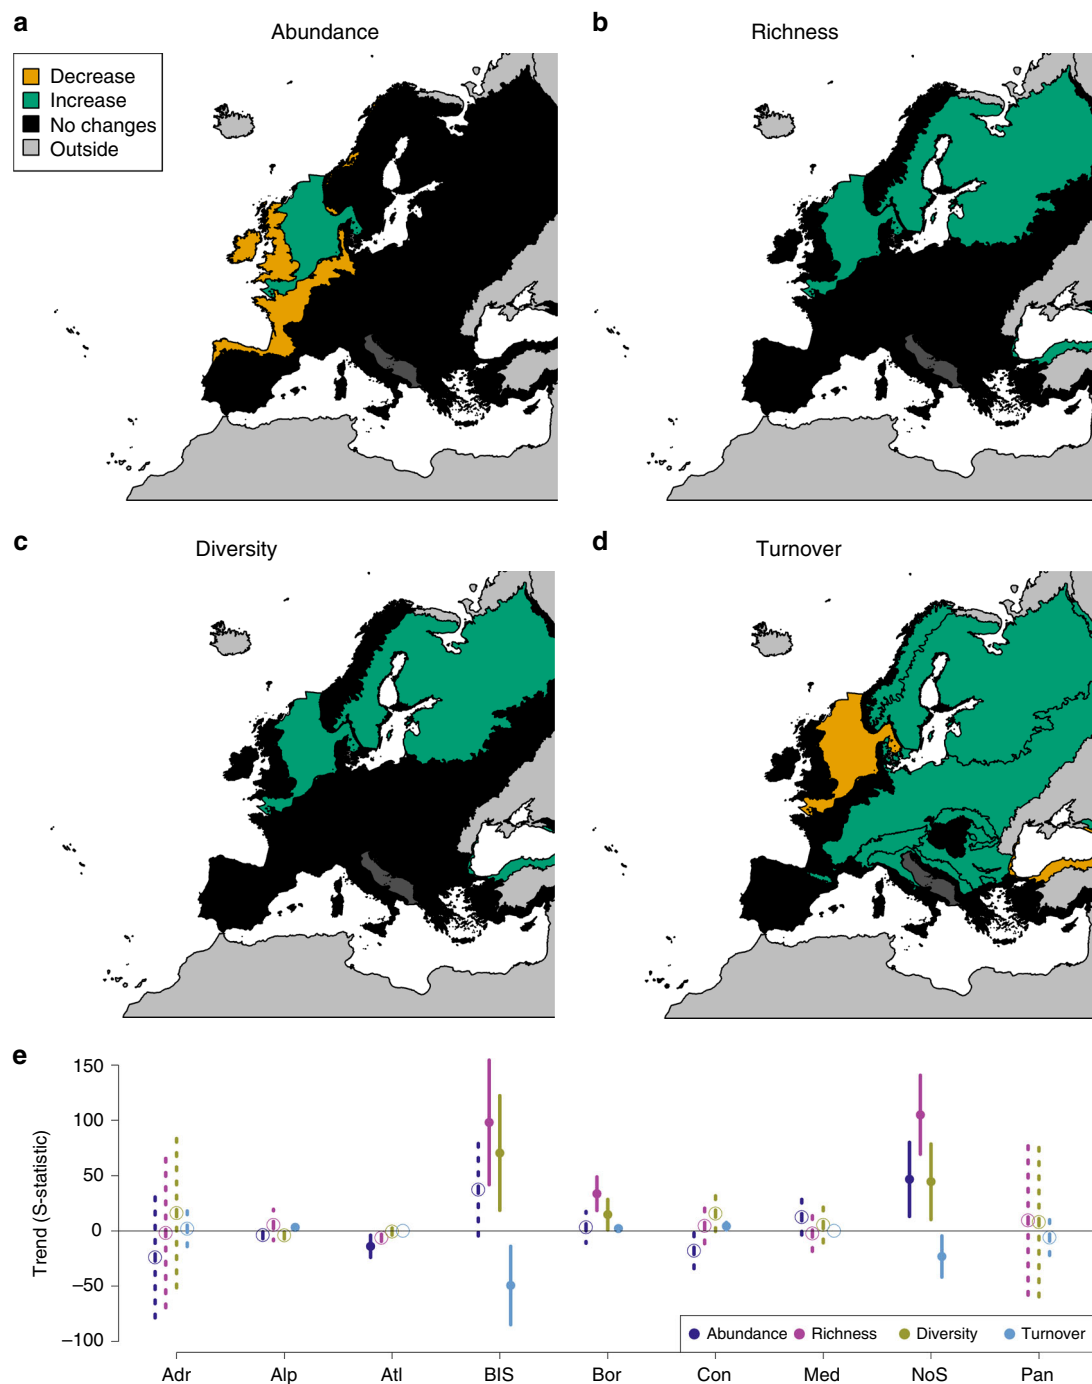 a
Abundance
Decrease
Increase
No changes
Outside
b
Richness
c
Diversity
d
Turnover
e
Trend (S-statistic)
150
100
50
0
−50
−100
Adr
Alp
Atl
BIS
Bor
Con
Med
NoS
Pan
Abundance
Richness
Diversity
Turnover